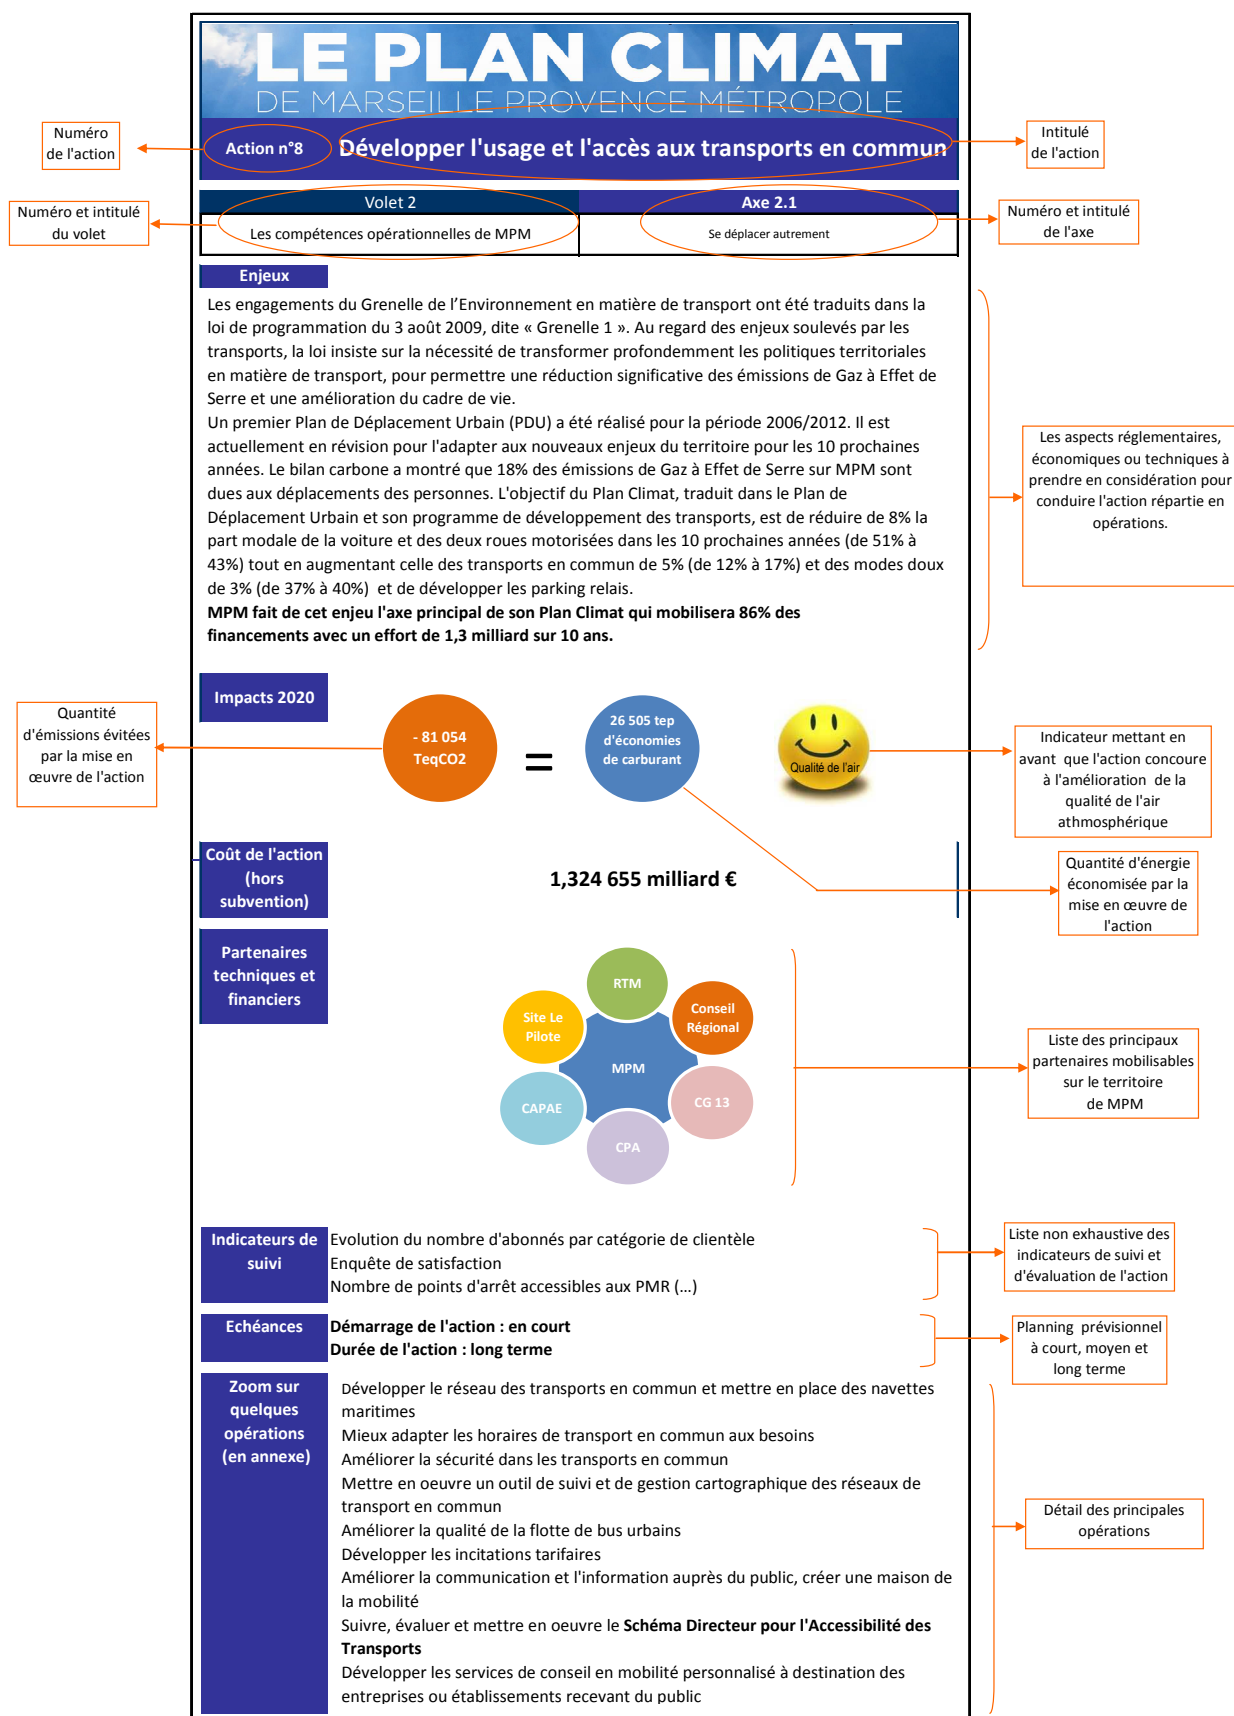 LE PLAN CLIMAT
DE MARSEILLE PROVENCE MÉTROPOLE
Numéro
de l'action
Action n°8
Développer l'usage et l'accès aux transports en commun
Intitulé
de l'action
Numéro et intitulé
du volet
Volet 2
Axe 2.1
Les compétences opérationnelles de MPM
Se déplacer autrement
Numéro et intitulé
de l'axe
Enjeux
Les engagements du Grenelle de l’Environnement en matière de transport ont été traduits dans la
loi de programmation du 3 août 2009, dite « Grenelle 1 ». Au regard des enjeux soulevés par les
transports, la loi insiste sur la nécessité de transformer profondemment les politiques territoriales
en matière de transport, pour permettre une réduction significative des émissions de Gaz à Effet de
Serre et une amélioration du cadre de vie.
Un premier Plan de Déplacement Urbain (PDU) a été réalisé pour la période 2006/2012. Il est
actuellement en révision pour l'adapter aux nouveaux enjeux du territoire pour les 10 prochaines
années. Le bilan carbone a montré que 18% des émissions de Gaz à Effet de Serre sur MPM sont
dues aux déplacements des personnes. L'objectif du Plan Climat, traduit dans le Plan de
Déplacement Urbain et son programme de développement des transports, est de réduire de 8% la
part modale de la voiture et des deux roues motorisées dans les 10 prochaines années (de 51% à
43%) tout en augmentant celle des transports en commun de 5% (de 12% à 17%) et des modes doux
de 3% (de 37% à 40%) et de développer les parking relais.
MPM fait de cet enjeu l'axe principal de son Plan Climat qui mobilisera 86% des
financements avec un effort de 1,3 milliard sur 10 ans.
Les aspects réglementaires,
économiques ou techniques à
prendre en considération pour
conduire l'action répartie en
opérations.
Impacts 2020
Quantité
d'émissions évitées
par la mise en
œuvre de l'action
- 81 054
TeqCO2
=
26 505 tep
d'économies
de carburant
Qualité de l'air
Indicateur mettant en
avant que l'action concoure
à l'amélioration de la
qualité de l'air
athmosphérique
Coût de l'action
(hors
subvention)
1,324 655 milliard €
Quantité d'énergie
économisée par la
mise en œuvre de
l'action
Partenaires
techniques et
financiers
RTM
Site Le
Pilote
Conseil
Régional
MPM
CAPAE
CG 13
CPA
Liste des principaux
partenaires mobilisables
sur le territoire
de MPM
Indicateurs de
suivi
Evolution du nombre d'abonnés par catégorie de clientèle
Enquête de satisfaction
Nombre de points d'arrêt accessibles aux PMR (…)
Liste non exhaustive des
indicateurs de suivi et
d'évaluation de l'action
Echéances
Démarrage de l'action : en court
Durée de l'action : long terme
Planning prévisionnel
à court, moyen et
long terme
Zoom sur
quelques
opérations
(en annexe)
Développer le réseau des transports en commun et mettre en place des navettes
maritimes
Mieux adapter les horaires de transport en commun aux besoins
Améliorer la sécurité dans les transports en commun
Mettre en oeuvre un outil de suivi et de gestion cartographique des réseaux de
transport en commun
Améliorer la qualité de la flotte de bus urbains
Développer les incitations tarifaires
Améliorer la communication et l'information auprès du public, créer une maison de
la mobilité
Suivre, évaluer et mettre en oeuvre le Schéma Directeur pour l'Accessibilité des
Transports
Développer les services de conseil en mobilité personnalisé à destination des
entreprises ou établissements recevant du public
Détail des principales
opérations